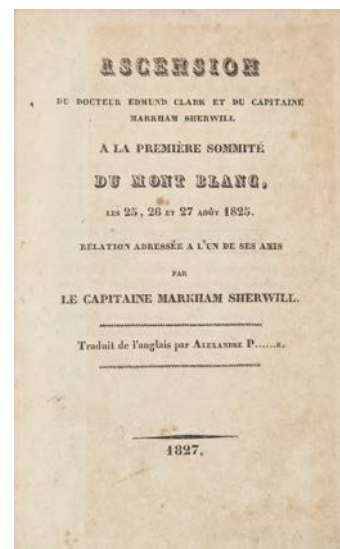 ASCENSION
DU DOCTEUR EDMUND CLARK ET DU CAPITAINE
MARKHAM SHERWILL
A LA PREMIÈRE SOMMITÉ
DU MONT BLANC,
LES 25, 26 ET 27 AOÛT 1825.
RELATION ADRESSÉE A L'UN DE SES AMIS
PAR
LE CAPITAINE MARKHAM SHERWILL.
Traduit de l'anglais par ALEXANDRE P......R.
1827.